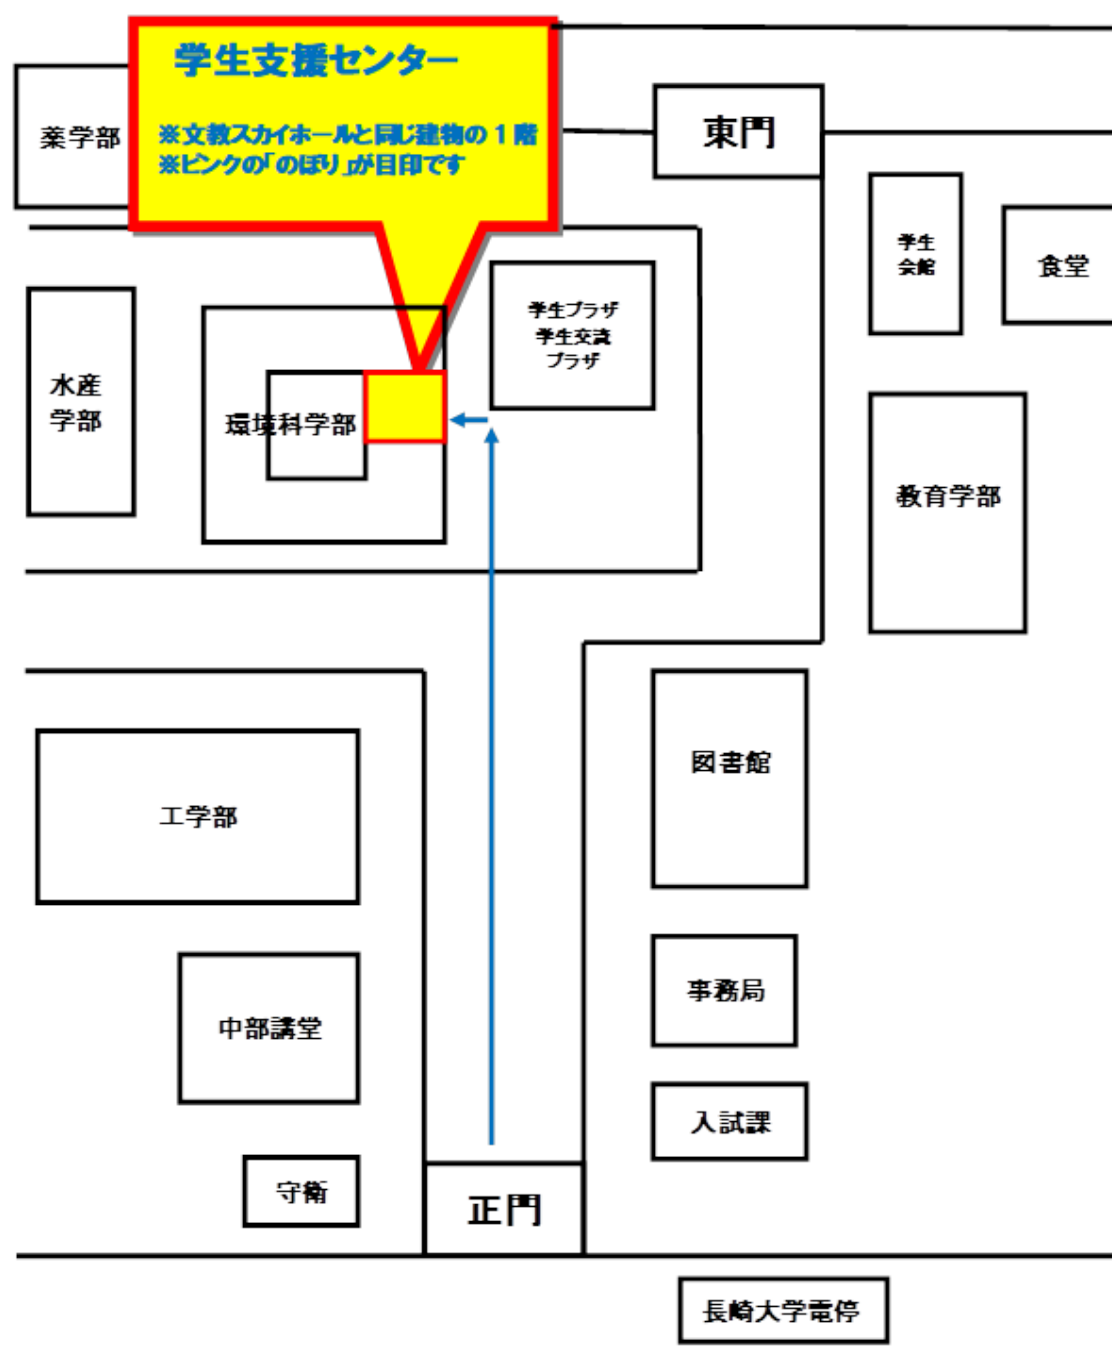 学生支援センター
※文教スカイホールと同じ建物の1階
※ピンクの「のぼり」が目印です
薬学部
東門
学生
会館
食堂
学生プラザ
学生交流
プラザ
水産
学部
環境科学部
教育学部
図書館
工学部
事務局
中部講堂
入試課
守衛
正門
長崎大学電停